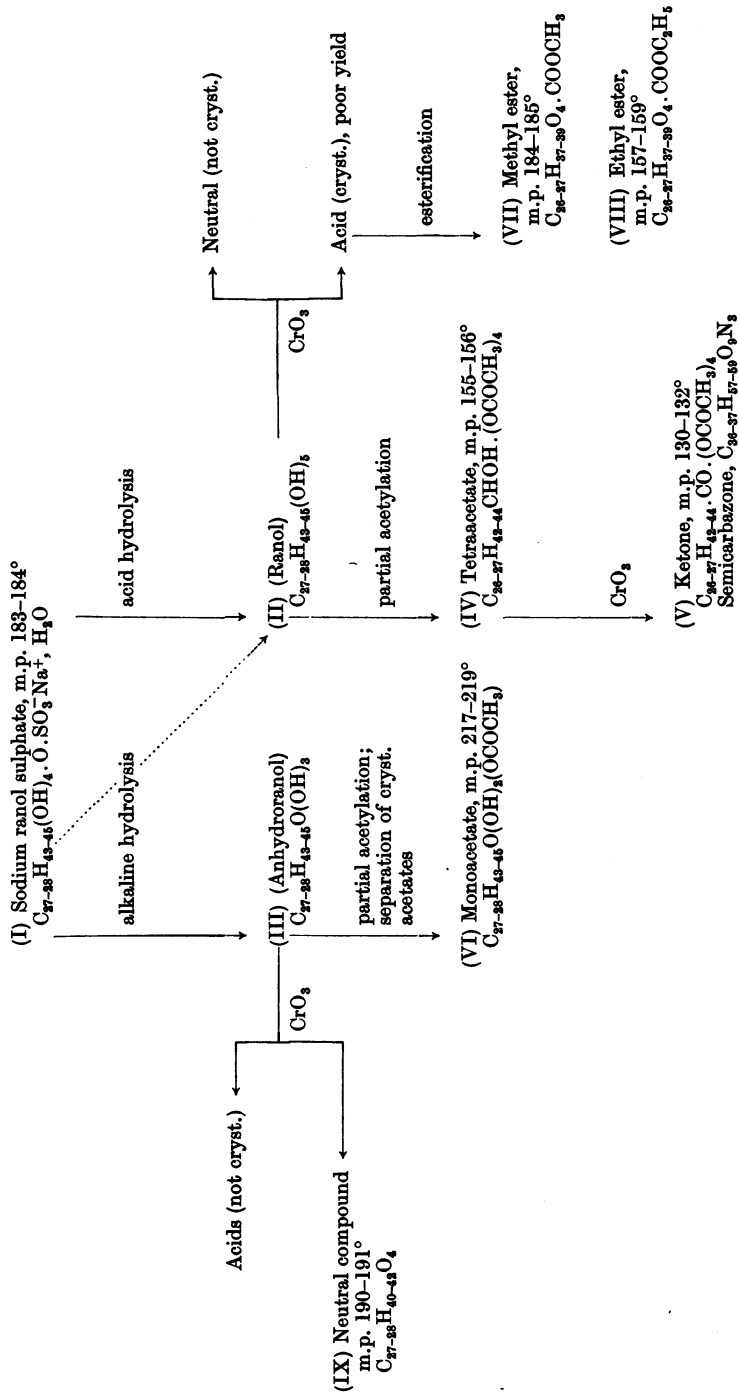 (I) Sodium ranol sulphate, m.p. 183–184°
C₂₇₋₂₈H₄₃₋₄₅(OH)₄.O.SO₃⁻Na⁺, H₂O
alkaline hydrolysis
acid hydrolysis
(III) (Anhydroranol)
C₂₇₋₂₈H₄₃₋₄₅O(OH)₃
(II) (Ranol)
C₂₇₋₂₈H₄₃₋₄₅(OH)₅
CrO₃
Acids (not cryst.)
(IX) Neutral compound
m.p. 190–191°
C₂₇₋₂₈H₄₀₋₄₂O₄
partial acetylation;
separation of cryst.
acetates
(VI) Monoacetate, m.p. 217–219°
C₂₇₋₂₈H₄₃₋₄₅O(OH)₂(OCOCH₃)
partial acetylation
(IV) Tetraacetate, m.p. 155–156°
C₂₆₋₂₇H₄₂₋₄₄CHOH.(OCOCH₃)₄
CrO₃
(V) Ketone, m.p. 130–132°
C₂₆₋₂₇H₄₂₋₄₄.CO.(OCOCH₃)₄
Semicarbazone, C₃₆₋₃₇H₅₇₋₅₉O₉N₃
CrO₃
Neutral (not cryst.)
Acid (cryst.), poor yield
esterification
(VII) Methyl ester,
m.p. 184–185°
C₂₆₋₂₇H₃₇₋₃₉O₄.COOCH₃
(VIII) Ethyl ester,
m.p. 157–159°
C₂₆₋₂₇H₃₇₋₃₉O₄.COOC₂H₅